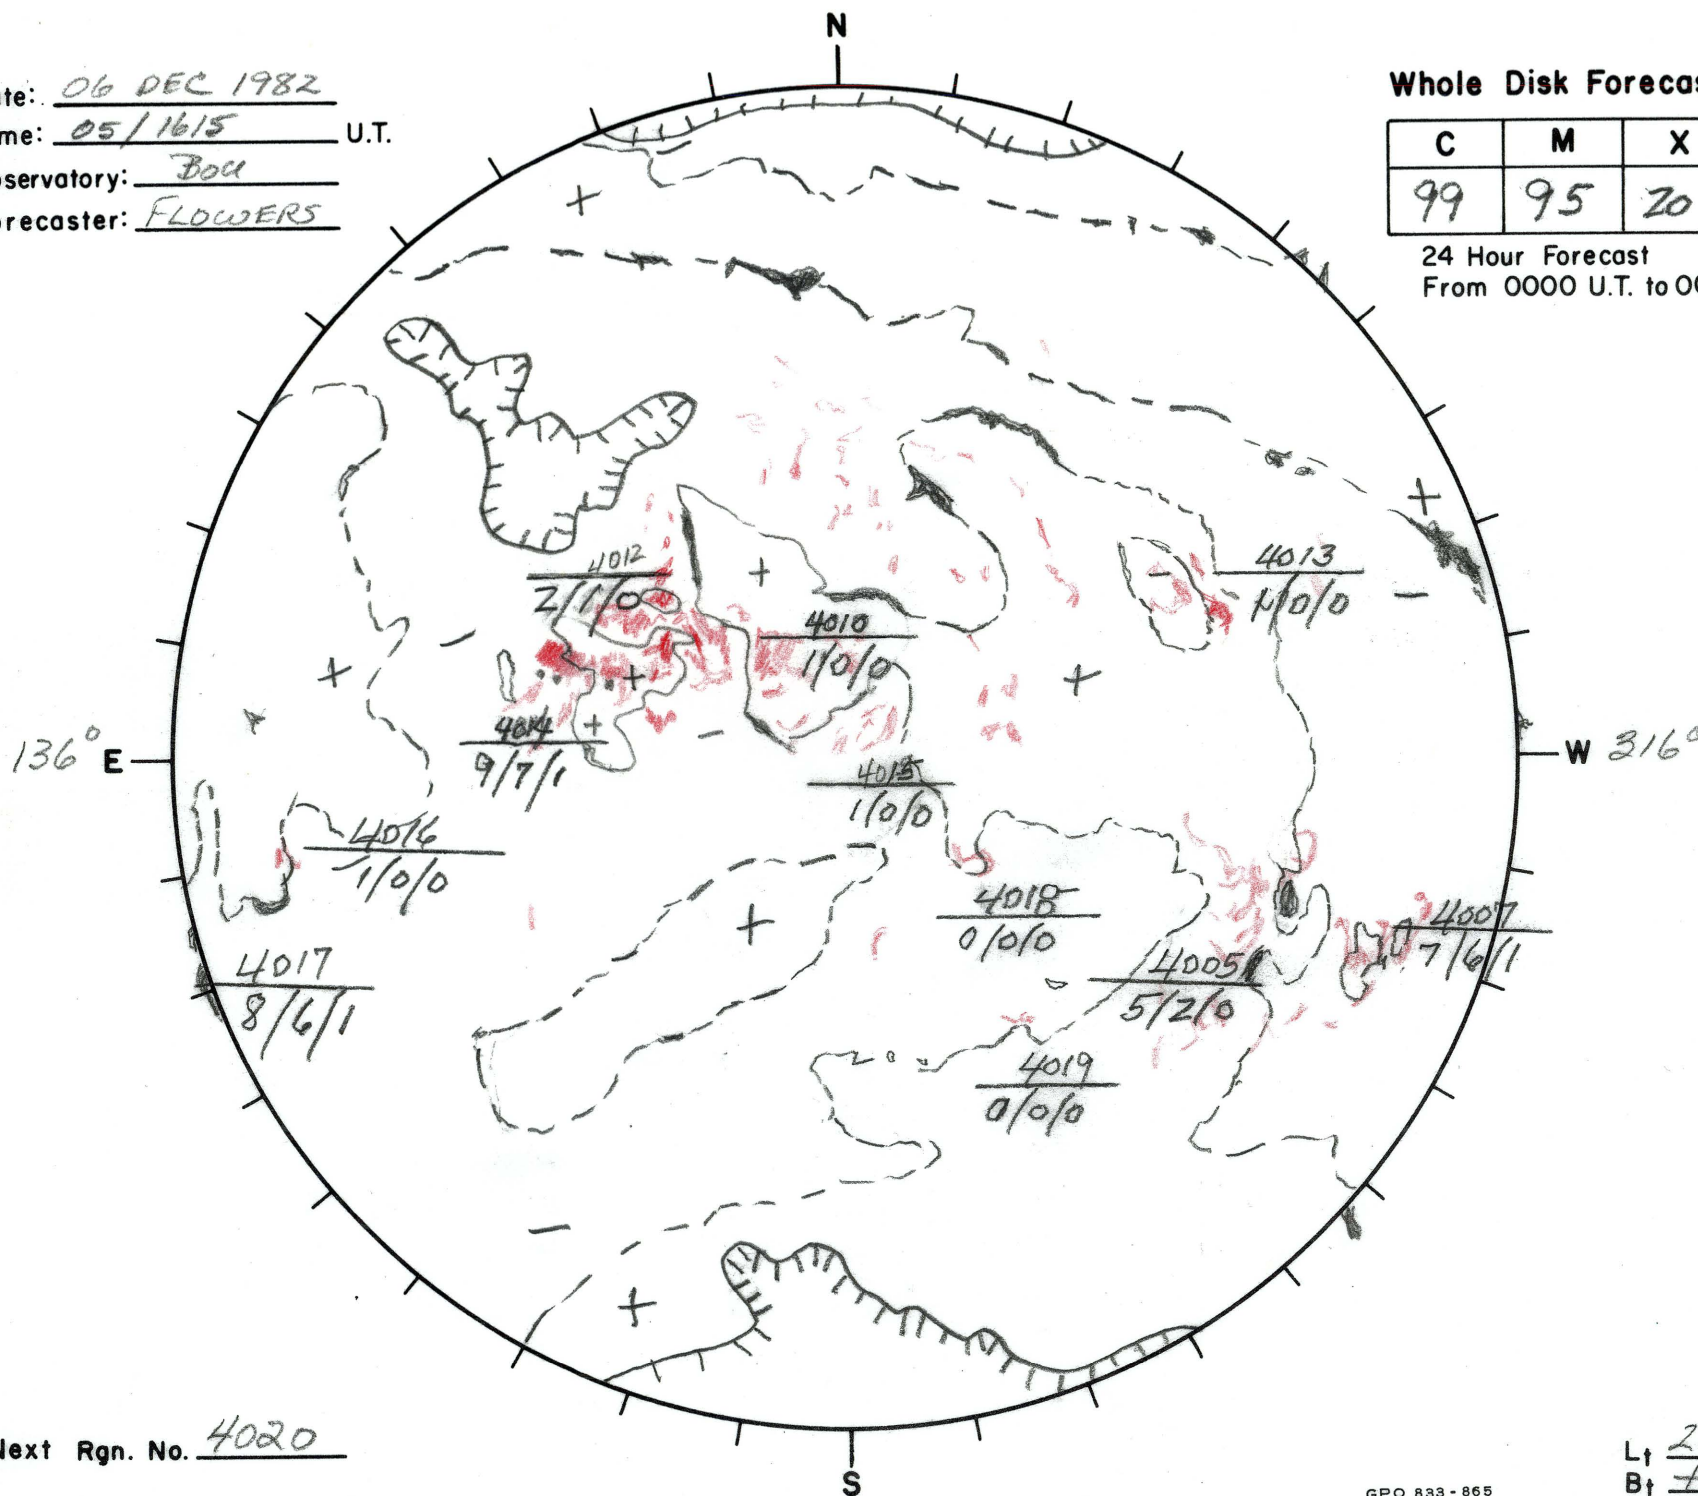 N
te: 06 DEC 1982
me: 05/1615 U.T.
servatory: Bou
recaster: FLOWERS
Whole Disk Forecas
C M X
99 95 20
24 Hour Forecast
From 0000 U.T. to 00
4012
2/1/0
4013
1/0/0
4010
1/0/0
4014
9/7/1
136° E
W 316°
4015
1/0/0
4016
1/0/0
4018
0/0/0
4007
7/6/1
4017
8/6/1
4005
5/2/0
4019
0/0/0
Next Rgn. No. 4020
S
Lt 2
Bt
GPO 833-865